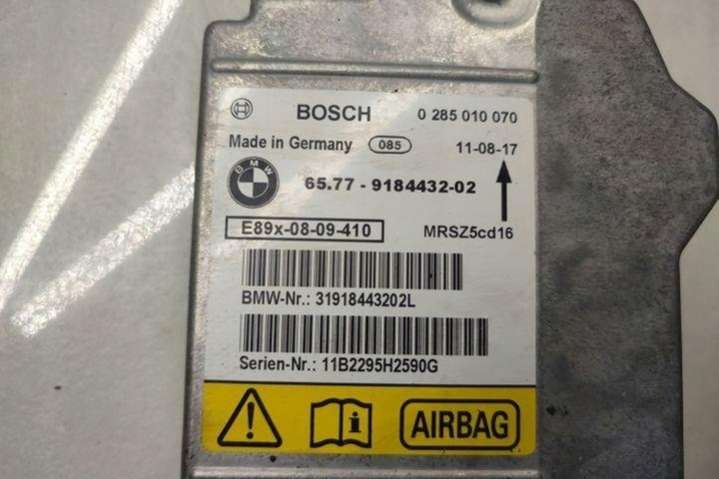 BOSCH 0 285 010 070
Made in Germany 085 11-08-17
BMW 65.77 - 9184432-02
E89x-08-09-410 MRSZ5cd16
BMW-Nr.: 31918443202L
Serien-Nr.: 11B2295H2590G
AIRBAG